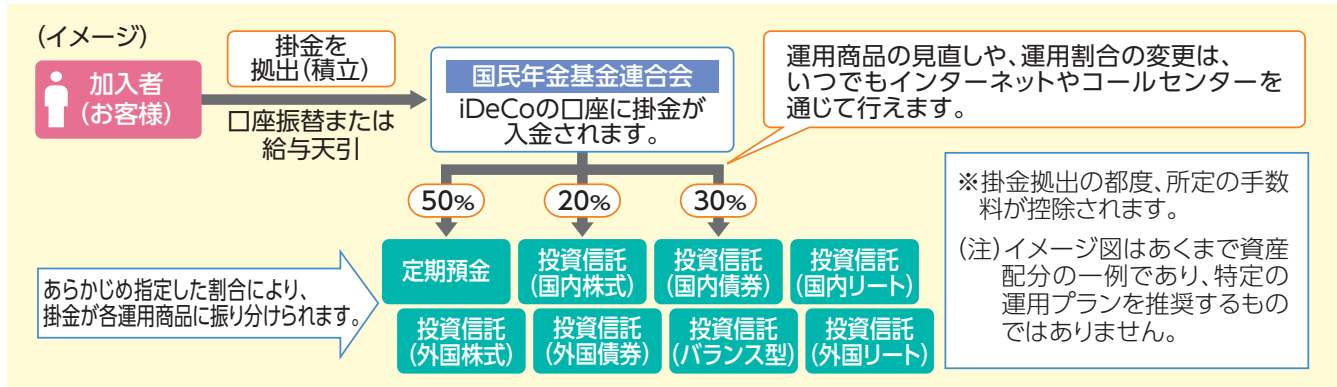 (イメージ)
加入者
(お客様)
掛金を
拠出(積立)
口座振替または
給与天引
国民年金基金連合会
iDeCoの口座に掛金が
入金されます。
運用商品の見直しや、運用割合の変更は、
いつでもインターネットやコールセンターを
通じて行えます。
50%
20%
30%
あらかじめ指定した割合により、
掛金が各運用商品に振り分けられます。
定期預金
投資信託
(国内株式)
投資信託
(国内債券)
投資信託
(国内リート)
投資信託
(外国株式)
投資信託
(外国債券)
投資信託
(バランス型)
投資信託
(外国リート)
※掛金拠出の都度、所定の手数
料が控除されます。
(注)イメージ図はあくまで資産
配分の一例であり、特定の
運用プランを推奨するもの
ではありません。